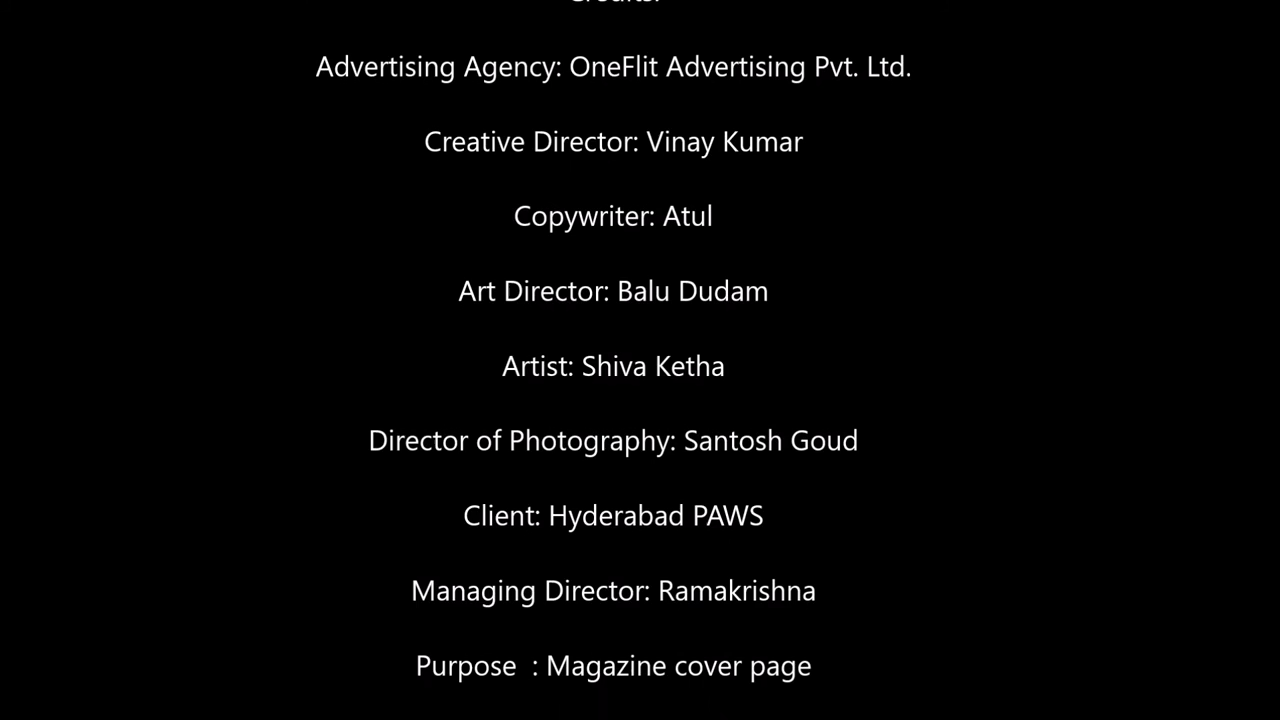 Credits:
Advertising Agency: OneFlit Advertising Pvt. Ltd.
Creative Director: Vinay Kumar
Copywriter: Atul
Art Director: Balu Dudam
Artist: Shiva Ketha
Director of Photography: Santosh Goud
Client: Hyderabad PAWS
Managing Director: Ramakrishna
Purpose  : Magazine cover page